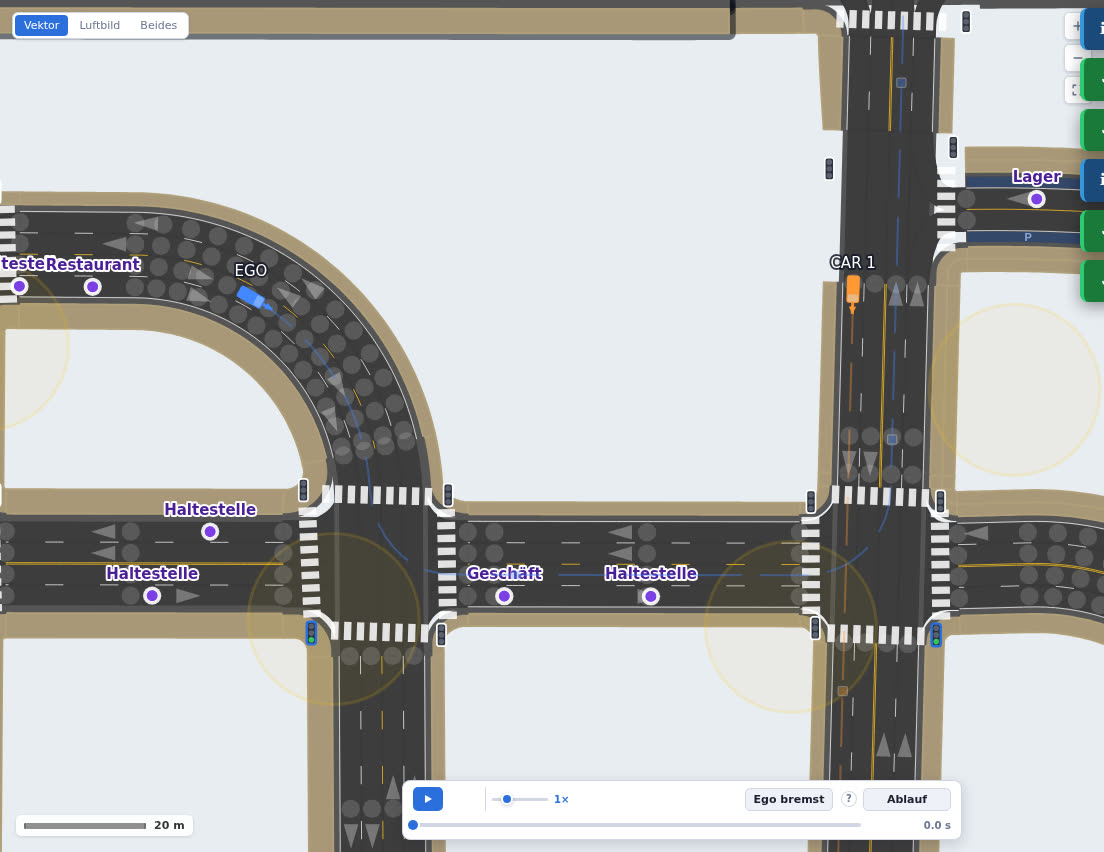 Vektor Luftbild Beides
Lager
P
teste
Restaurant
EGO
CAR 1
Haltestelle
Haltestelle
Geschäft
Haltestelle
1×
Ego bremst
?
Ablauf
20 m
0.0 s